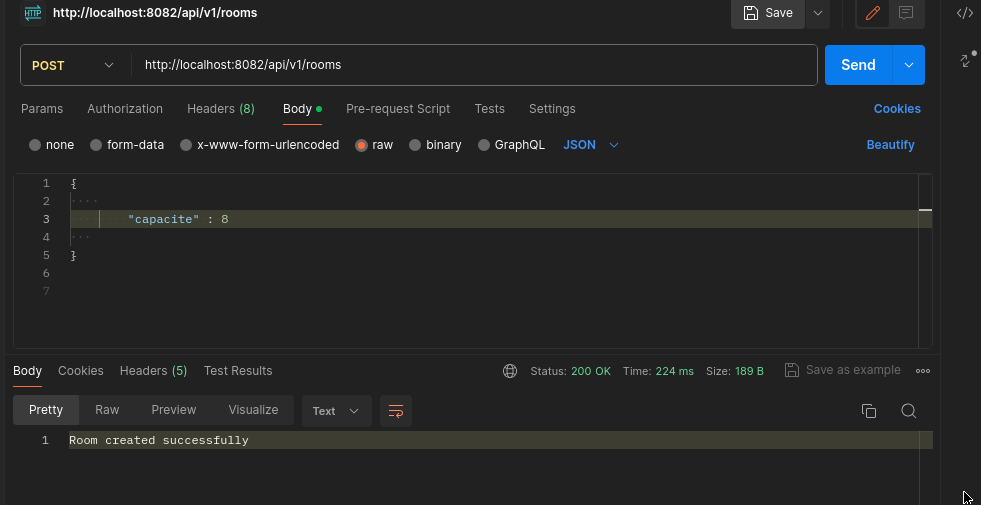 HTTP http://localhost:8082/api/v1/rooms Save
POST http://localhost:8082/api/v1/rooms Send
Params Authorization Headers (8) Body Pre-request Script Tests Settings Cookies
none form-data x-www-form-urlencoded raw binary GraphQL JSON Beautify
1 {
2
3 "capacite" : 8
4
5 }
6
7
Body Cookies Headers (5) Test Results Status: 200 OK Time: 224 ms Size: 189 B Save as example
Pretty Raw Preview Visualize Text
1 Room created successfully